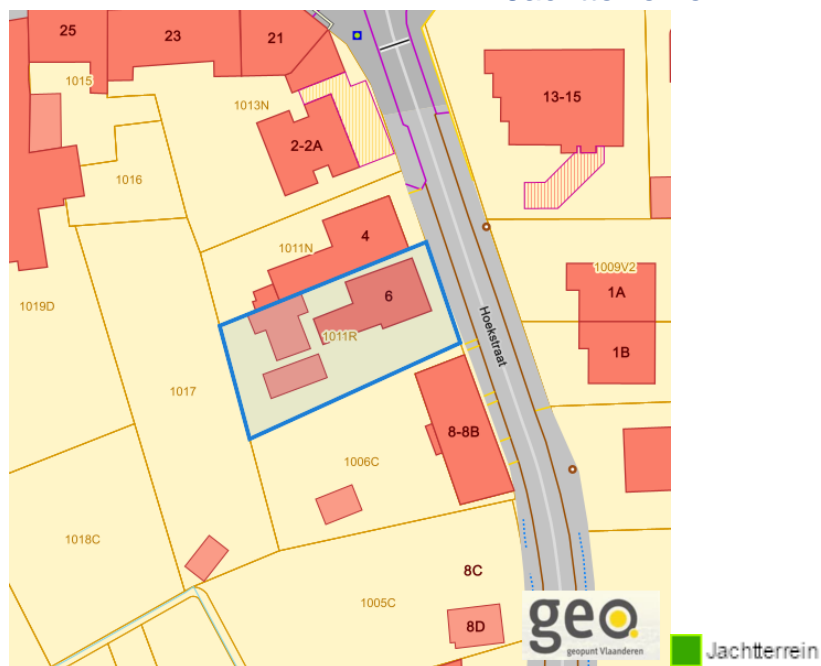 25
23
21
1015
1013N
13-15
2-2A
1016
4
1011N
1009V2
6
1A
1019D
Hoekstraat
1011R
1B
1017
8-8B
1006C
1018C
8C
1005C
8D
geo
geopunt Vlaanderen
Jachtterrein